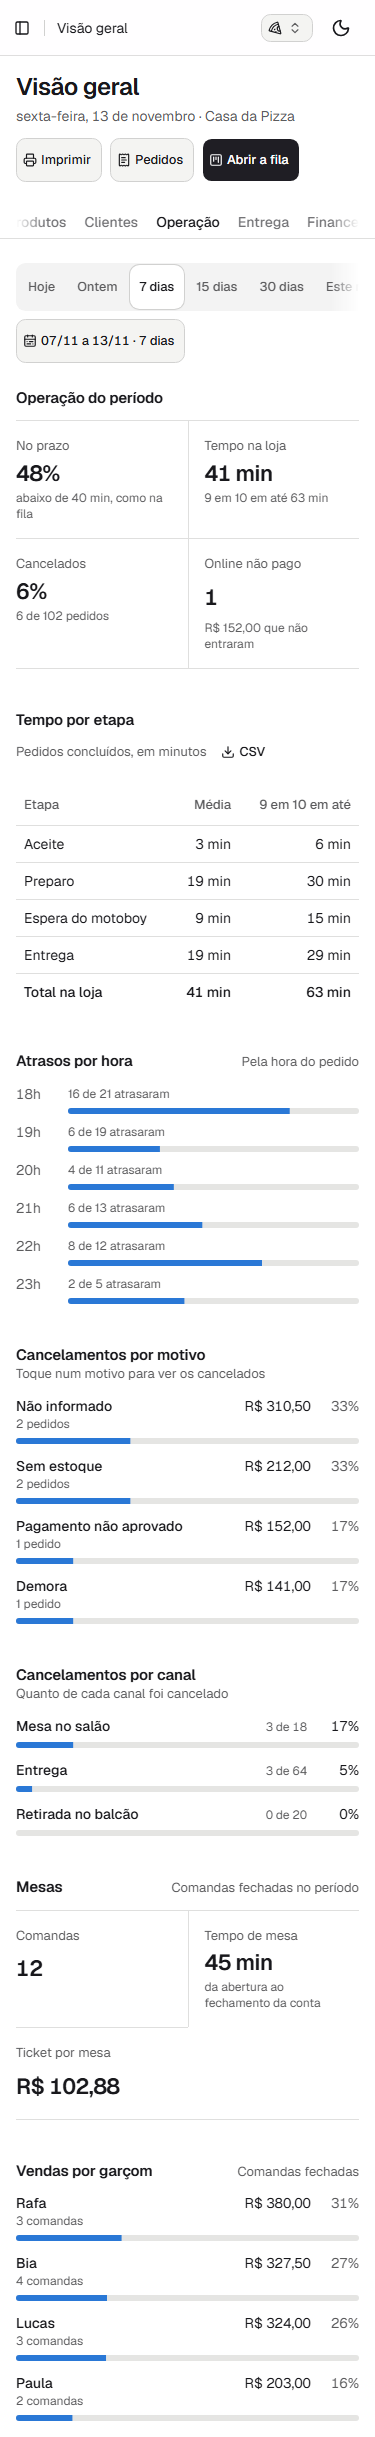 Visão geral
Visão geral
sexta-feira, 13 de novembro · Casa da Pizza
Imprimir Pedidos Abrir a fila
rodutos Clientes Operação Entrega Finance
Hoje Ontem 7 dias 15 dias 30 dias Este
07/11 a 13/11 · 7 dias
Operação do período
No prazo
48%
abaixo de 40 min, como na
fila
Tempo na loja
41 min
9 em 10 em até 63 min
Cancelados
6%
6 de 102 pedidos
Online não pago
1
R$ 152,00 que não
entraram
Tempo por etapa
Pedidos concluídos, em minutos CSV
Etapa Média 9 em 10 em até
Aceite 3 min 6 min
Preparo 19 min 30 min
Espera do motoboy 9 min 15 min
Entrega 19 min 29 min
Total na loja 41 min 63 min
Atrasos por hora Pela hora do pedido
18h 16 de 21 atrasaram
19h 6 de 19 atrasaram
20h 4 de 11 atrasaram
21h 6 de 13 atrasaram
22h 8 de 12 atrasaram
23h 2 de 5 atrasaram
Cancelamentos por motivo
Toque num motivo para ver os cancelados
Não informado R$ 310,50 33%
2 pedidos
Sem estoque R$ 212,00 33%
2 pedidos
Pagamento não aprovado R$ 152,00 17%
1 pedido
Demora R$ 141,00 17%
1 pedido
Cancelamentos por canal
Quanto de cada canal foi cancelado
Mesa no salão 3 de 18 17%
Entrega 3 de 64 5%
Retirada no balcão 0 de 20 0%
Mesas Comandas fechadas no período
Comandas
12
Tempo de mesa
45 min
da abertura ao
fechamento da conta
Ticket por mesa
R$ 102,88
Vendas por garçom Comandas fechadas
Rafa R$ 380,00 31%
3 comandas
Bia R$ 327,50 27%
4 comandas
Lucas R$ 324,00 26%
3 comandas
Paula R$ 203,00 16%
2 comandas